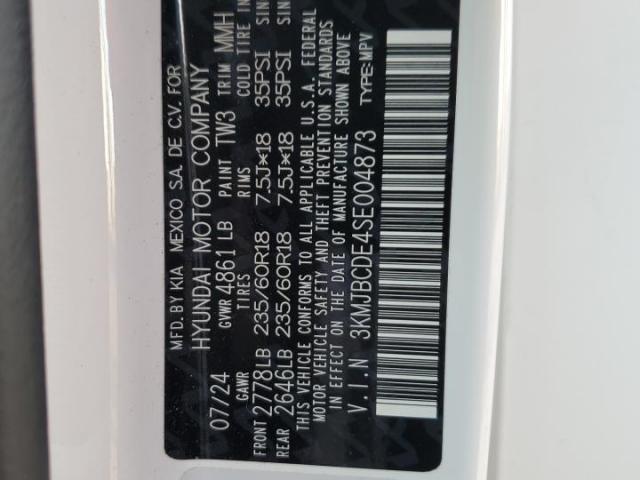 MFD. BY KIA MEXICO S.A. DE C.V. FOR
HYUNDAI MOTOR COMPANY
07/24 GVWR 4861 LB PAINT TW3 TRIM MMH
GAWR TIRES COLD TIRE IN
FRONT 2778LB 235/60R18 7.5J×18 35PSI SIN
REAR 2646LB 235/60R18 7.5J×18 35PSI SIN
THIS VEHICLE CONFORMS TO ALL APPLICABLE U.S.A. FEDERAL
MOTOR VEHICLE SAFETY AND THEFT PREVENTION STANDARDS
IN EFFECT ON THE DATE OF MANUFACTURE SHOWN ABOVE
V.I.N 3KMJBCDE4SE004873 TYPE:MPV